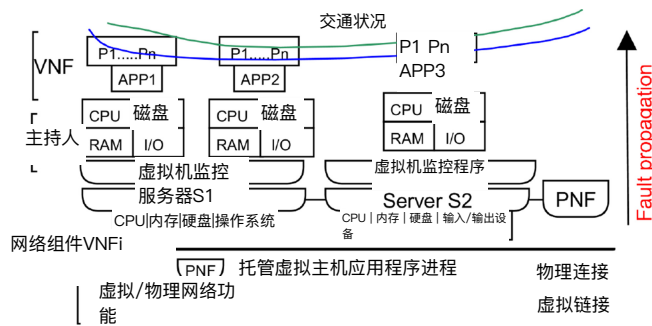 交通状况
VNF
P1.....Pn
P1.....Pn
P1 Pn
APP1
APP2
APP3
主持人
CPU 磁盘
RAM I/O
CPU 磁盘
RAM I/O
CPU 磁盘
RAM I/O
虚拟机监控
虚拟机监控程序
服务器S1
Server S2
PNF
CPU|内存|硬盘|操作系统
CPU | 内存 | 硬盘 | 输入/输出设
备
Fault propagation
网络组件VNFi
PNF
托管虚拟主机应用程序进程
物理连接
虚拟/物理网络功
能
虚拟链接